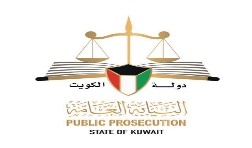 دولة الكويت
النيابة العامة
PUBLIC PROSECUTION
STATE OF KUWAIT